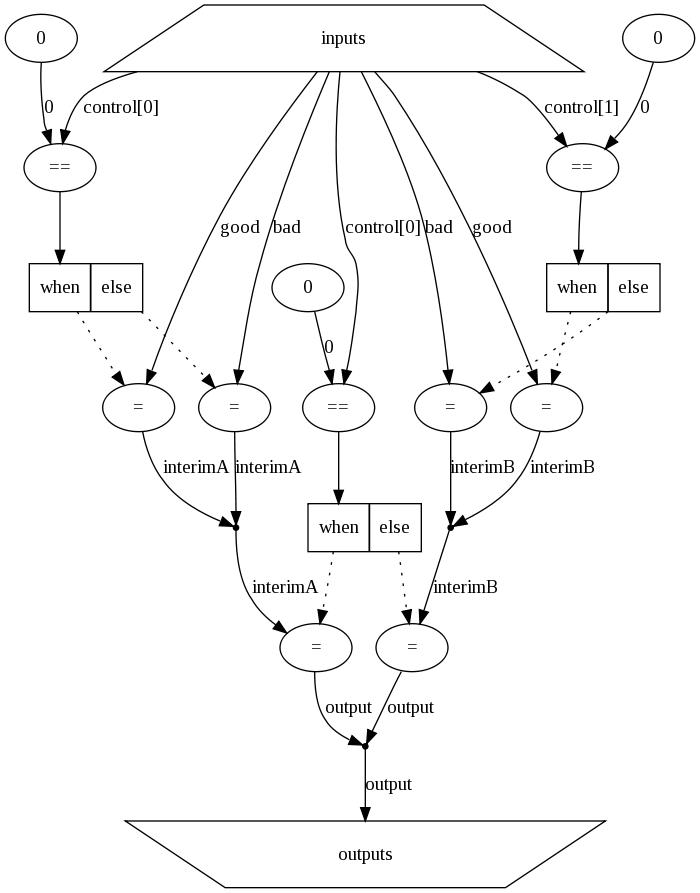 0
inputs
0
0
control[0]
control[1]
0
==
==
good
bad
control[0]
bad
good
when
else
0
when
else
0
=
=
==
=
=
interimA
interimA
interimB
interimB
when
else
interimA
interimB
=
=
output
output
output
outputs